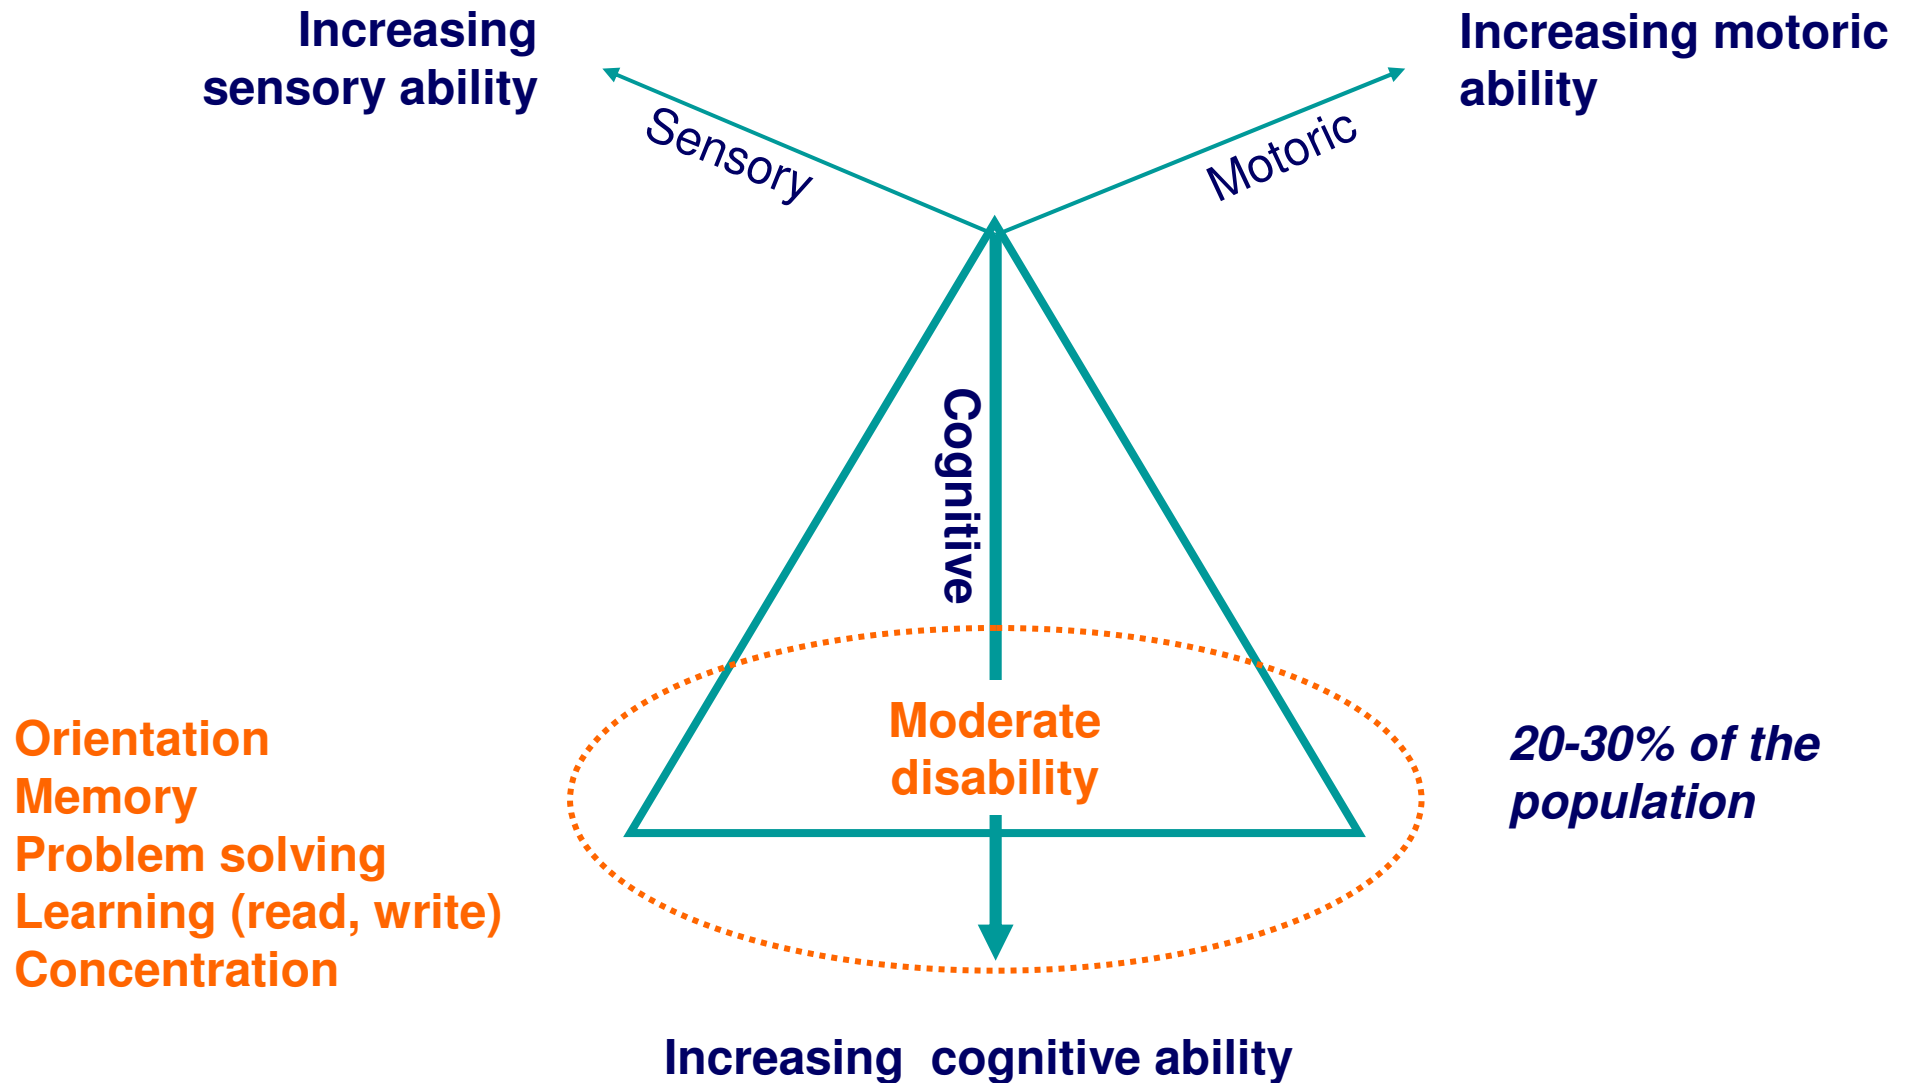 Increasing
sensory ability
Increasing motoric
ability
Sensory
Motoric
Cognitive
Moderate
disability
Orientation
Memory
Problem solving
Learning (read, write)
Concentration
20-30% of the
population
Increasing  cognitive ability